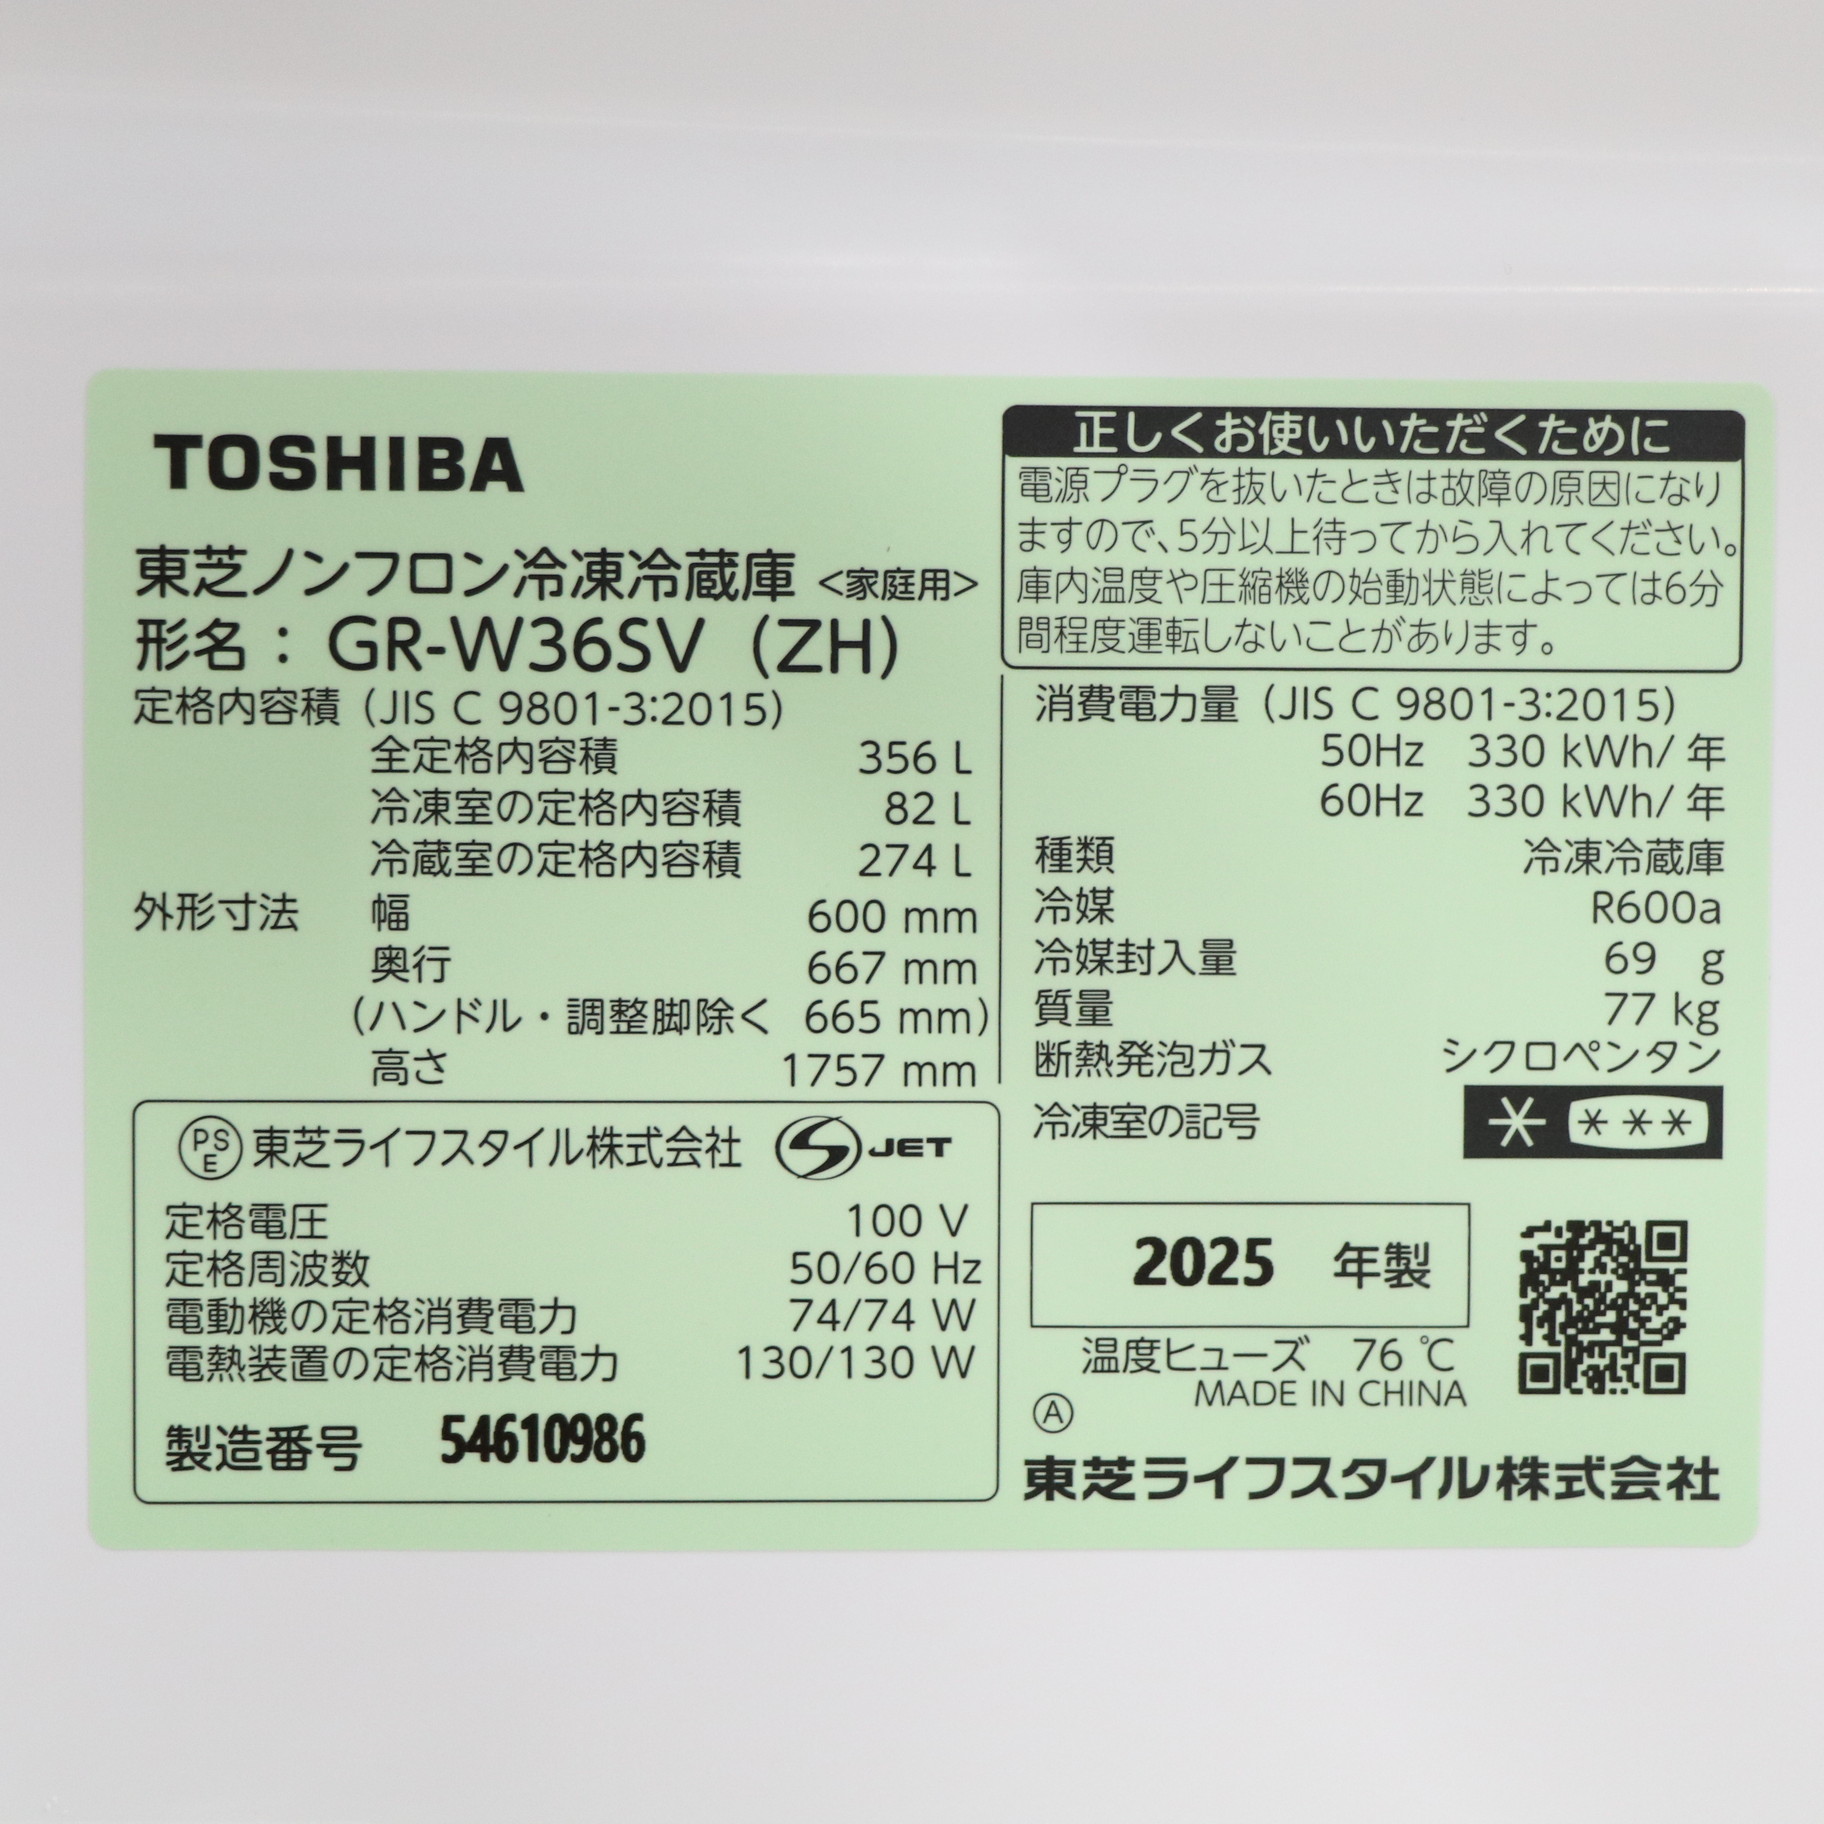 TOSHIBA
東芝ノンフロン冷凍冷蔵庫 <家庭用>
形名： GR-W36SV (ZH)
定格内容積 (JIS C 9801-3:2015)
全定格内容積 356 L
冷凍室の定格内容積 82 L
冷蔵室の定格内容積 274 L
外形寸法 幅 600 mm
奥行 667 mm
(ハンドル・調整脚除く 665 mm)
高さ 1757 mm
PSE 東芝ライフスタイル株式会社 S JET
定格電圧 100 V
定格周波数 50/60 Hz
電動機の定格消費電力 74/74 W
電熱装置の定格消費電力 130/130 W
製造番号 54610986
正しくお使いいただくために
電源プラグを抜いたときは故障の原因になり
ますので、5分以上待ってから入れてください。
庫内温度や圧縮機の始動状態によっては6分
間程度運転しないことがあります。
消費電力量 (JIS C 9801-3:2015)
50Hz 330 kWh/年
60Hz 330 kWh/年
種類 冷凍冷蔵庫
冷媒 R600a
冷媒封入量 69 g
質量 77 kg
断熱発泡ガス シクロペンタン
冷凍室の記号 * ***
2025 年製
温度ヒューズ 76 ℃
MADE IN CHINA
Ⓐ
東芝ライフスタイル株式会社